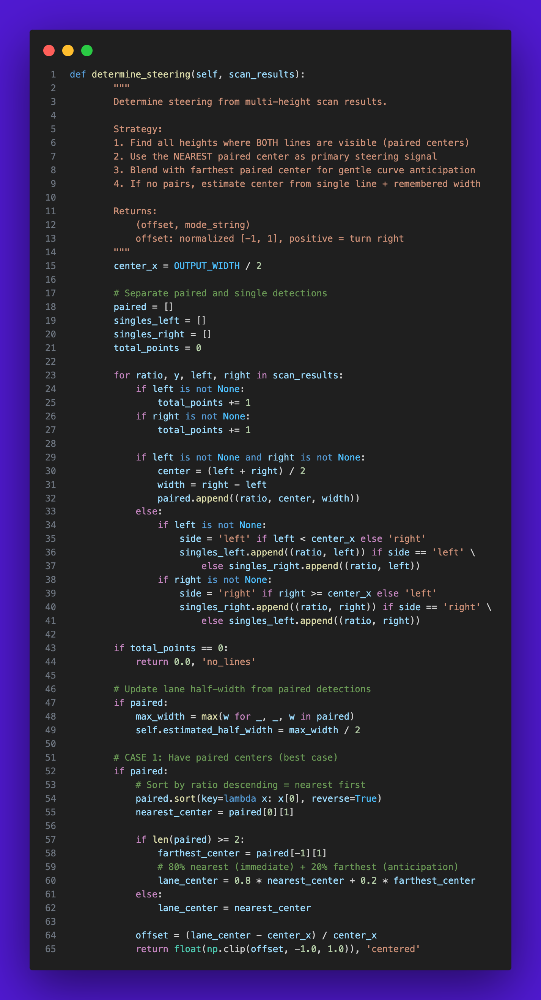 1 def determine_steering(self, scan_results):
2         """
3         Determine steering from multi-height scan results.
4
5         Strategy:
6         1. Find all heights where BOTH lines are visible (paired centers)
7         2. Use the NEAREST paired center as primary steering signal
8         3. Blend with farthest paired center for gentle curve anticipation
9         4. If no pairs, estimate center from single line + remembered width
10
11         Returns:
12             (offset, mode_string)
13             offset: normalized [-1, 1], positive = turn right
14         """
15         center_x = OUTPUT_WIDTH / 2
16
17         # Separate paired and single detections
18         paired = []
19         singles_left = []
20         singles_right = []
21         total_points = 0
22
23         for ratio, y, left, right in scan_results:
24             if left is not None:
25                 total_points += 1
26             if right is not None:
27                 total_points += 1
28
29             if left is not None and right is not None:
30                 center = (left + right) / 2
31                 width = right - left
32                 paired.append((ratio, center, width))
33             else:
34                 if left is not None:
35                     side = 'left' if left < center_x else 'right'
36                     singles_left.append((ratio, left)) if side == 'left' \
37                         else singles_right.append((ratio, left))
38                 if right is not None:
39                     side = 'right' if right >= center_x else 'left'
40                     singles_right.append((ratio, right)) if side == 'right' \
41                         else singles_left.append((ratio, right))
42
43         if total_points == 0:
44             return 0.0, 'no_lines'
45
46         # Update lane half-width from paired detections
47         if paired:
48             max_width = max(w for _, _, w in paired)
49             self.estimated_half_width = max_width / 2
50
51         # CASE 1: Have paired centers (best case)
52         if paired:
53             # Sort by ratio descending = nearest first
54             paired.sort(key=lambda x: x[0], reverse=True)
55             nearest_center = paired[0][1]
56
57             if len(paired) >= 2:
58                 farthest_center = paired[-1][1]
59                 # 80% nearest (immediate) + 20% farthest (anticipation)
60                 lane_center = 0.8 * nearest_center + 0.2 * farthest_center
61             else:
62                 lane_center = nearest_center
63
64             offset = (lane_center - center_x) / center_x
65             return float(np.clip(offset, -1.0, 1.0)), 'centered'